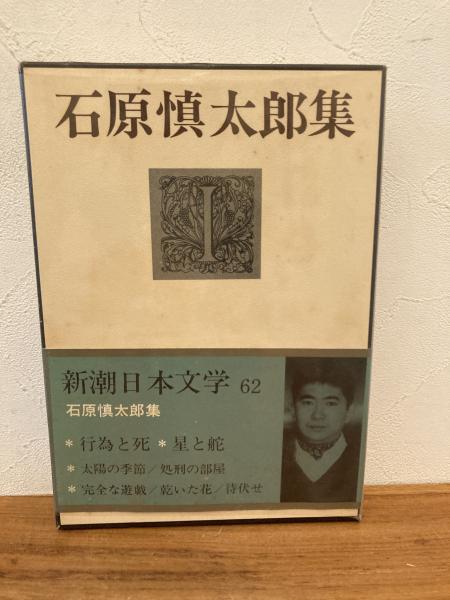 石原慎太郎集
I
新潮日本文学 62
石原慎太郎集
* 行為と死 * 星と舵
* 太陽の季節/処刑の部屋
* 完全な遊戯/乾いた花/待伏せ